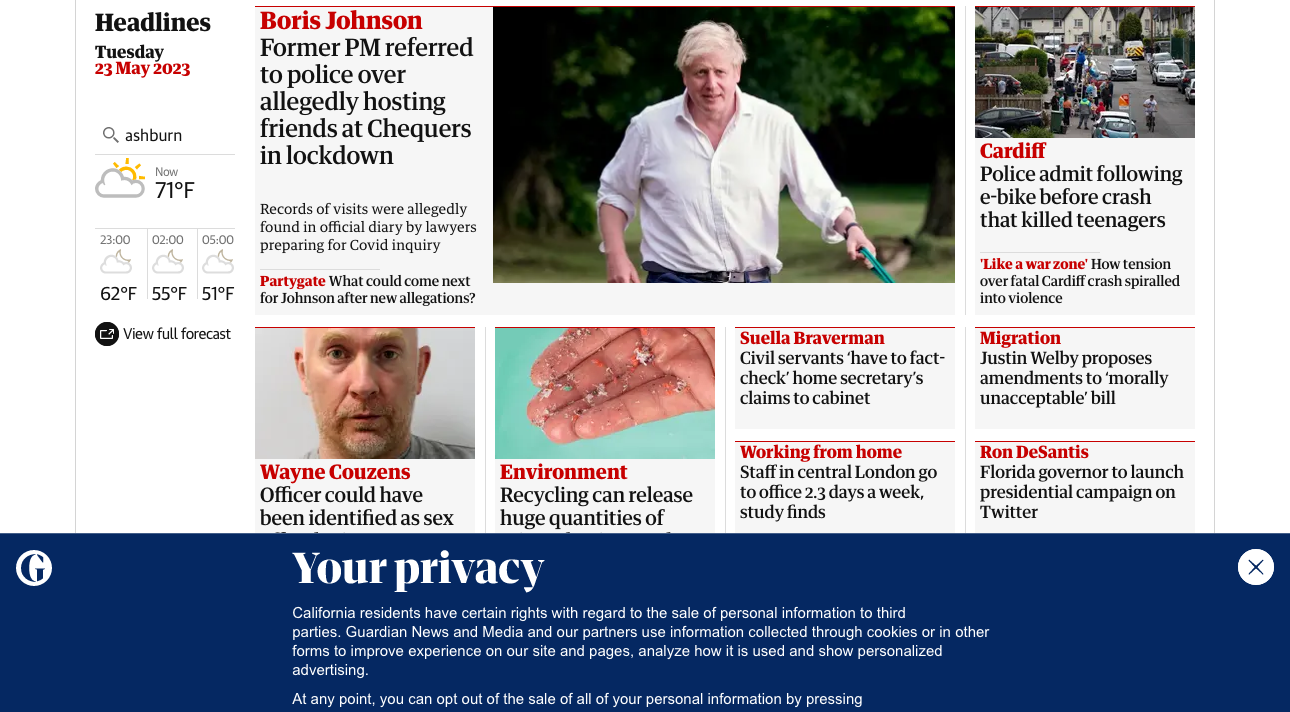 Headlines
Tuesday
23 May 2023
ashburn
Now
71°F
23:00
62°F
02:00
55°F
05:00
51°F
View full forecast
Boris Johnson
Former PM referred
to police over
allegedly hosting
friends at Chequers
in lockdown
Records of visits were allegedly
found in official diary by lawyers
preparing for Covid inquiry
Partygate What could come next
for Johnson after new allegations?
Cardiff
Police admit following
e-bike before crash
that killed teenagers
'Like a war zone' How tension
over fatal Cardiff crash spiralled
into violence
Wayne Couzens
Officer could have
been identified as sex
Environment
Recycling can release
huge quantities of
Suella Braverman
Civil servants ‘have to fact-
check’ home secretary’s
claims to cabinet
Migration
Justin Welby proposes
amendments to ‘morally
unacceptable’ bill
Working from home
Staff in central London go
to office 2.3 days a week,
study finds
Ron DeSantis
Florida governor to launch
presidential campaign on
Twitter
G
Your privacy
California residents have certain rights with regard to the sale of personal information to third
parties. Guardian News and Media and our partners use information collected through cookies or in other
forms to improve experience on our site and pages, analyze how it is used and show personalized
advertising.
At any point, you can opt out of the sale of all of your personal information by pressing